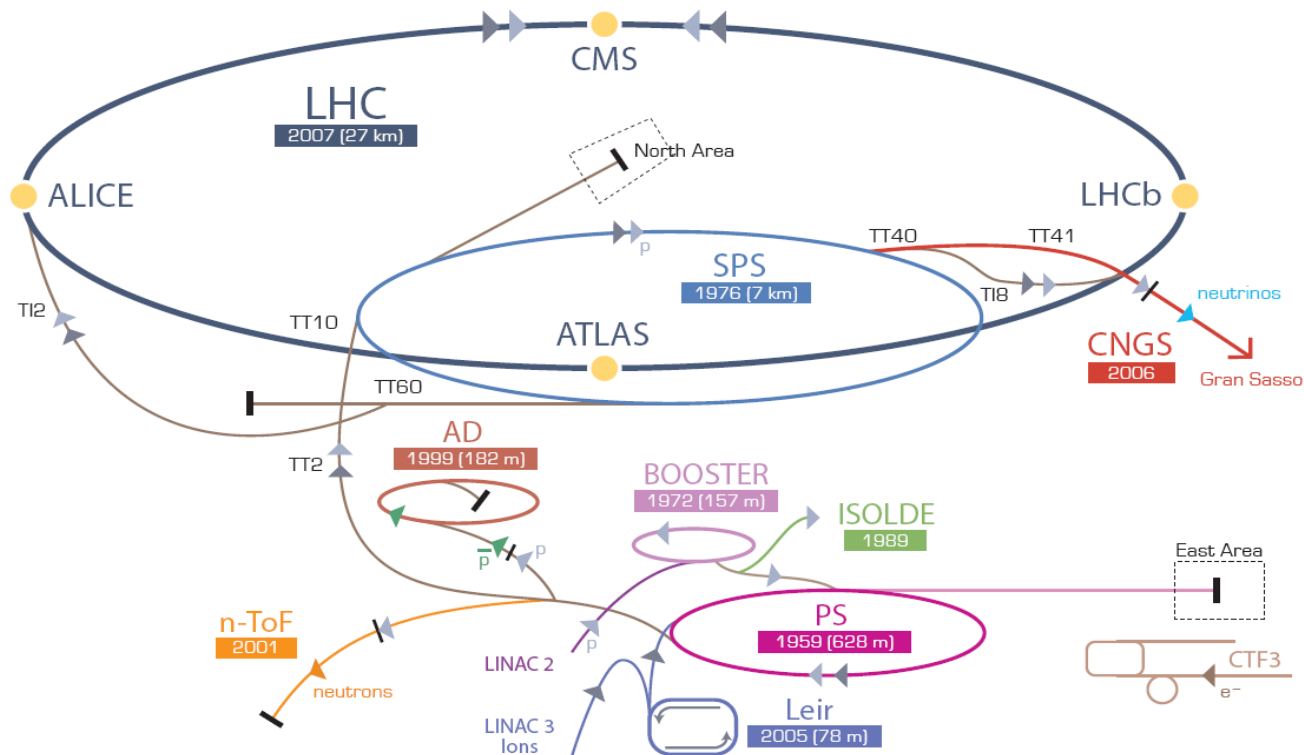 CMS
LHC
2007 (27 km)
North Area
ALICE
LHCb
TT40
TT41
SPS
1976 (7 km)
p
TI8
neutrinos
TI2
TT10
ATLAS
CNGS
2006
Gran Sasso
TT60
AD
1999 (182 m)
TT2
BOOSTER
1972 (157 m)
ISOLDE
1989
East Area
p
p
n-ToF
2001
PS
1959 (628 m)
LINAC 2
p
neutrons
CTF3
e–
LINAC 3
Ions
Leir
2005 (78 m)